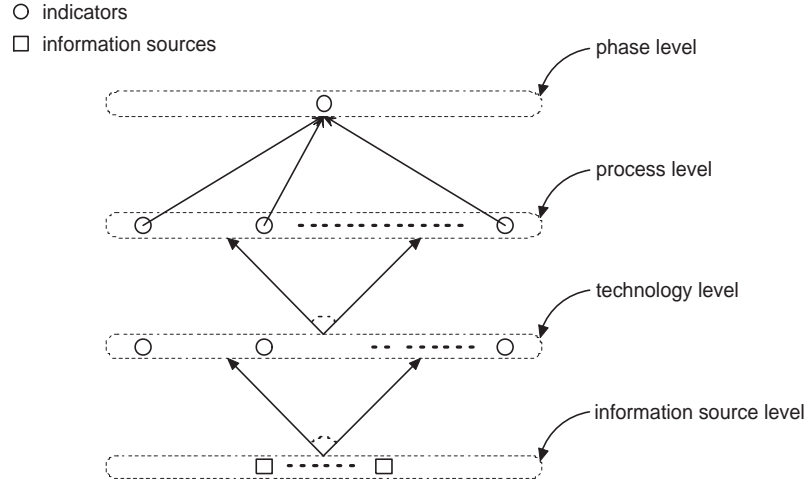 indicators
information sources
phase level
process level
technology level
information source level